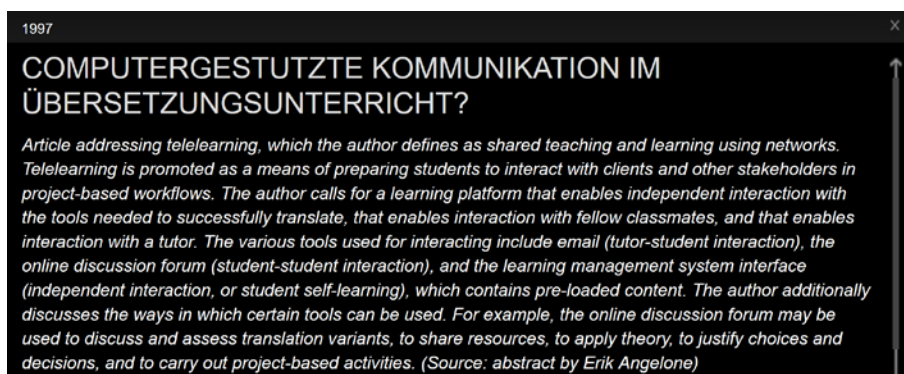 1997
X
COMPUTERGESTUTZTE KOMMUNIKATION IM
ÜBERSETZUNGSUNTERRICHT?
Article addressing telelearning, which the author defines as shared teaching and learning using networks.
Telelearning is promoted as a means of preparing students to interact with clients and other stakeholders in
project-based workflows. The author calls for a learning platform that enables independent interaction with
the tools needed to successfully translate, that enables interaction with fellow classmates, and that enables
interaction with a tutor. The various tools used for interacting include email (tutor-student interaction), the
online discussion forum (student-student interaction), and the learning management system interface
(independent interaction, or student self-learning), which contains pre-loaded content. The author additionally
discusses the ways in which certain tools can be used. For example, the online discussion forum may be
used to discuss and assess translation variants, to share resources, to apply theory, to justify choices and
decisions, and to carry out project-based activities. (Source: abstract by Erik Angelone)